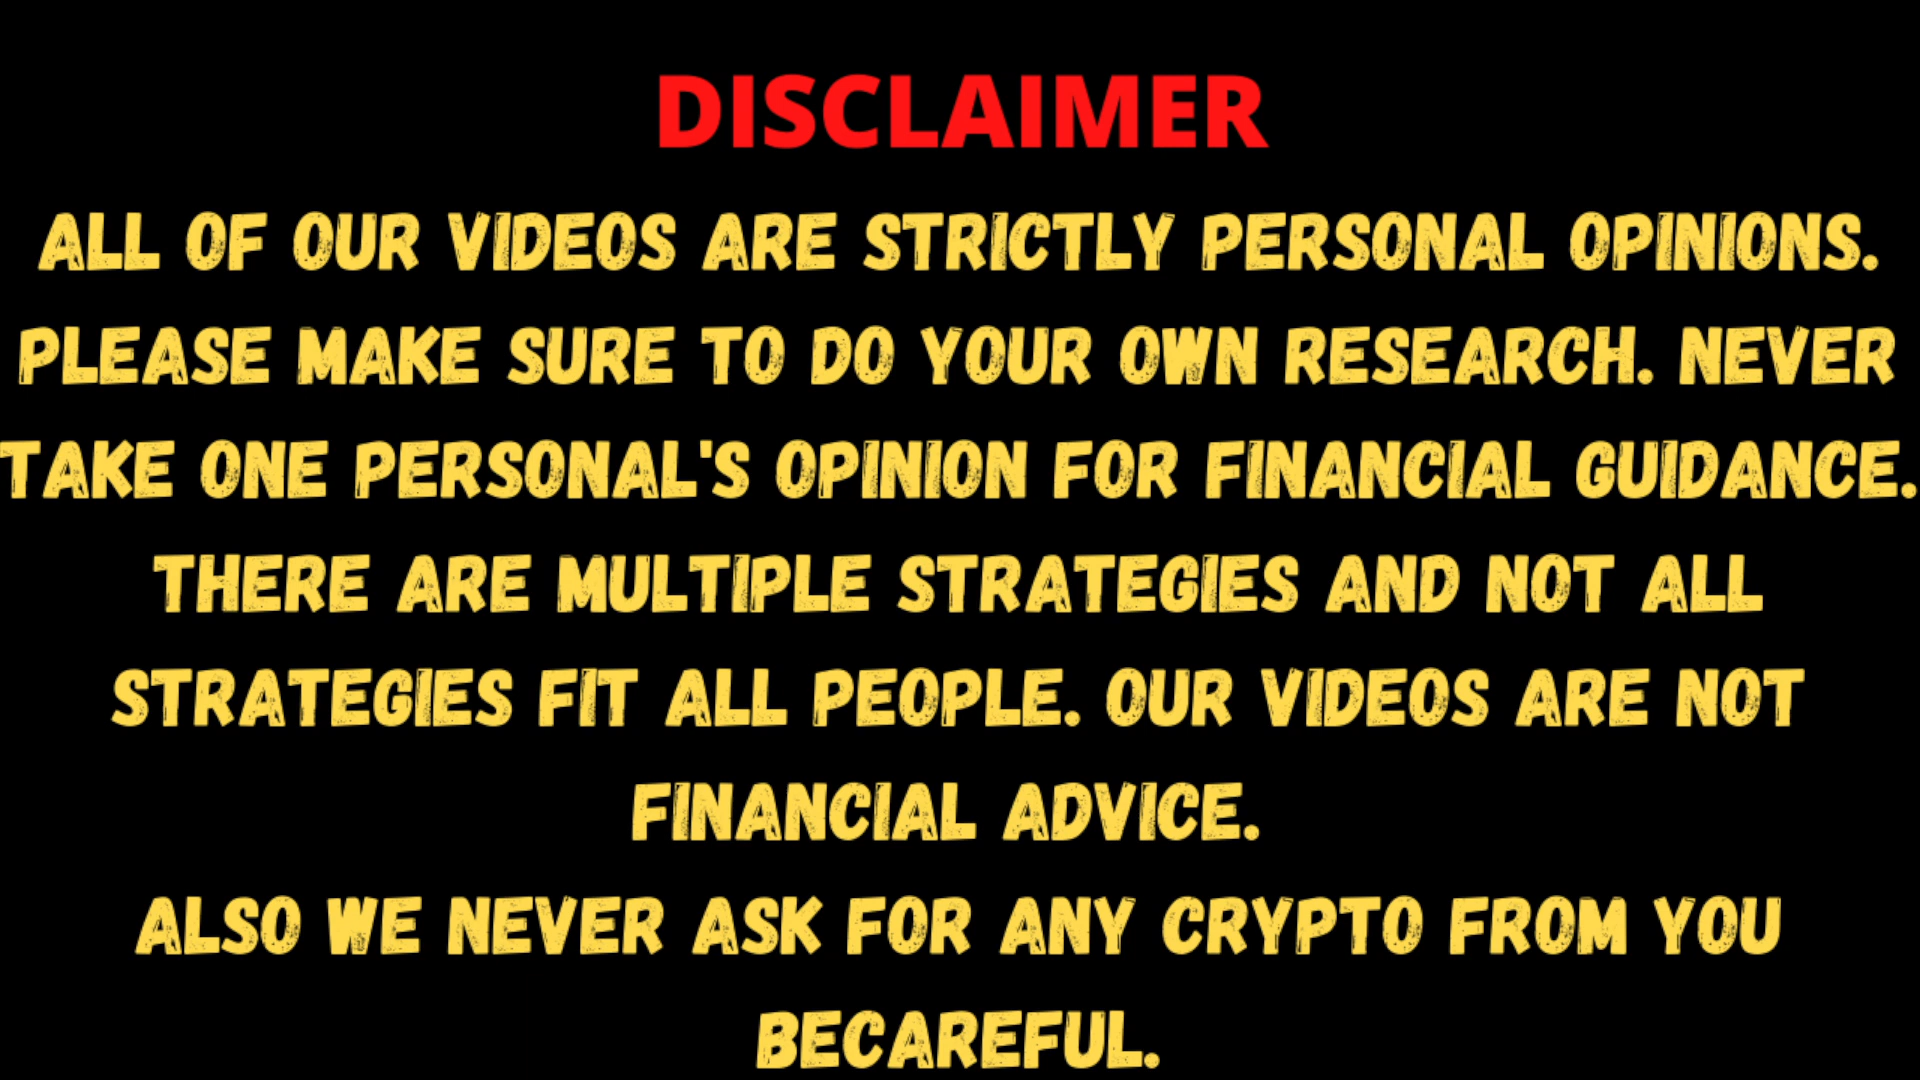 DISCLAIMER
ALL OF OUR VIDEOS ARE STRICTLY PERSONAL OPINIONS.
PLEASE MAKE SURE TO DO YOUR OWN RESEARCH. NEVER
TAKE ONE PERSONAL'S OPINION FOR FINANCIAL GUIDANCE.
THERE ARE MULTIPLE STRATEGIES AND NOT ALL
STRATEGIES FIT ALL PEOPLE. OUR VIDEOS ARE NOT
FINANCIAL ADVICE.
ALSO WE NEVER ASK FOR ANY CRYPTO FROM YOU
BECAREFUL.